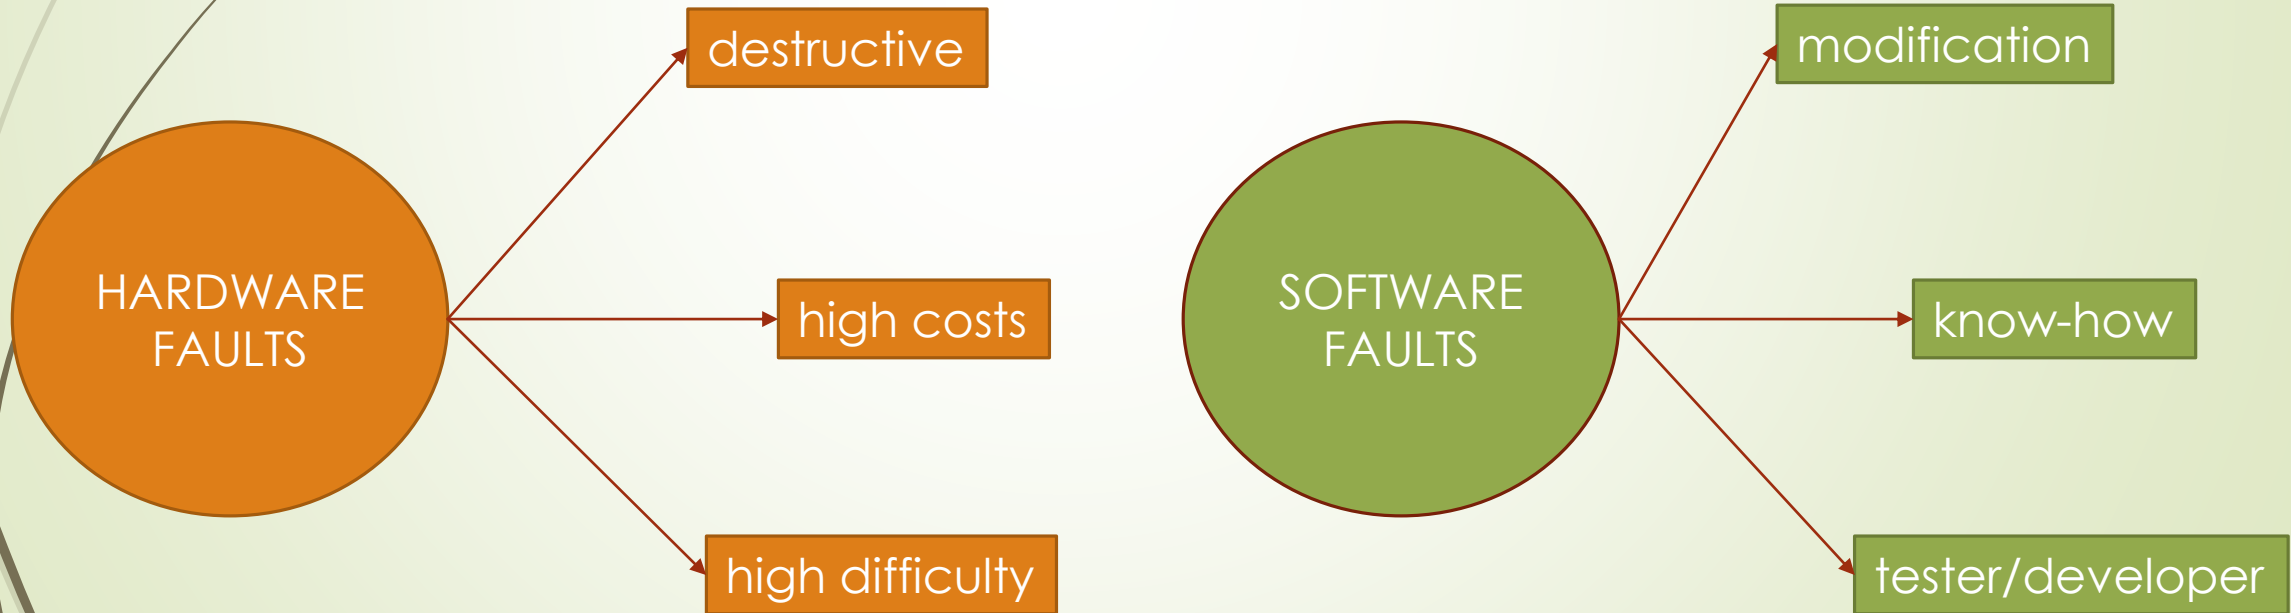 HARDWARE
FAULTS
destructive
high costs
high difficulty
SOFTWARE
FAULTS
modification
know-how
tester/developer